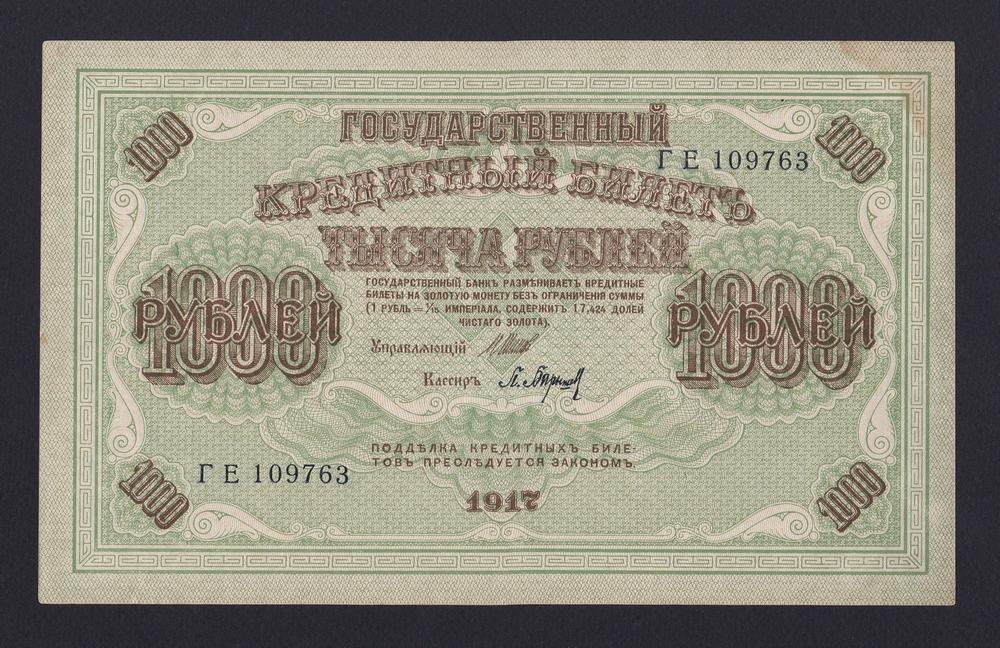 1000
ГОСУДАРСТВЕННЫЙ
1000
ГЕ 109763
КРЕДИТНЫЙ БИЛЕТЪ
ТЫСЯЧА РУБЛЕЙ
ГОСУДАРСТВЕННЫЙ БАНКЪ РАЗМѢНИВАЕТЪ КРЕДИТНЫЕ
БИЛЕТЫ НА ЗОЛОТУЮ МОНЕТУ БЕЗЪ ОГРАНИЧЕНІЯ СУММЫ
(1 РУБЛЬ = 1/15 ИМПЕРІАЛА, СОДЕРЖИТЪ 17,424 ДОЛЕЙ
ЧИСТАГО ЗОЛОТА).
1000 РУБЛЕЙ
1000 РУБЛЕЙ
Управляющій
Кассиръ
ПОДДѢЛКА КРЕДИТНЫХЪ БИЛЕ-
ТОВЪ ПРЕСЛѢДУЕТСЯ ЗАКОНОМЪ.
ГЕ 109763
1000
1917
1000